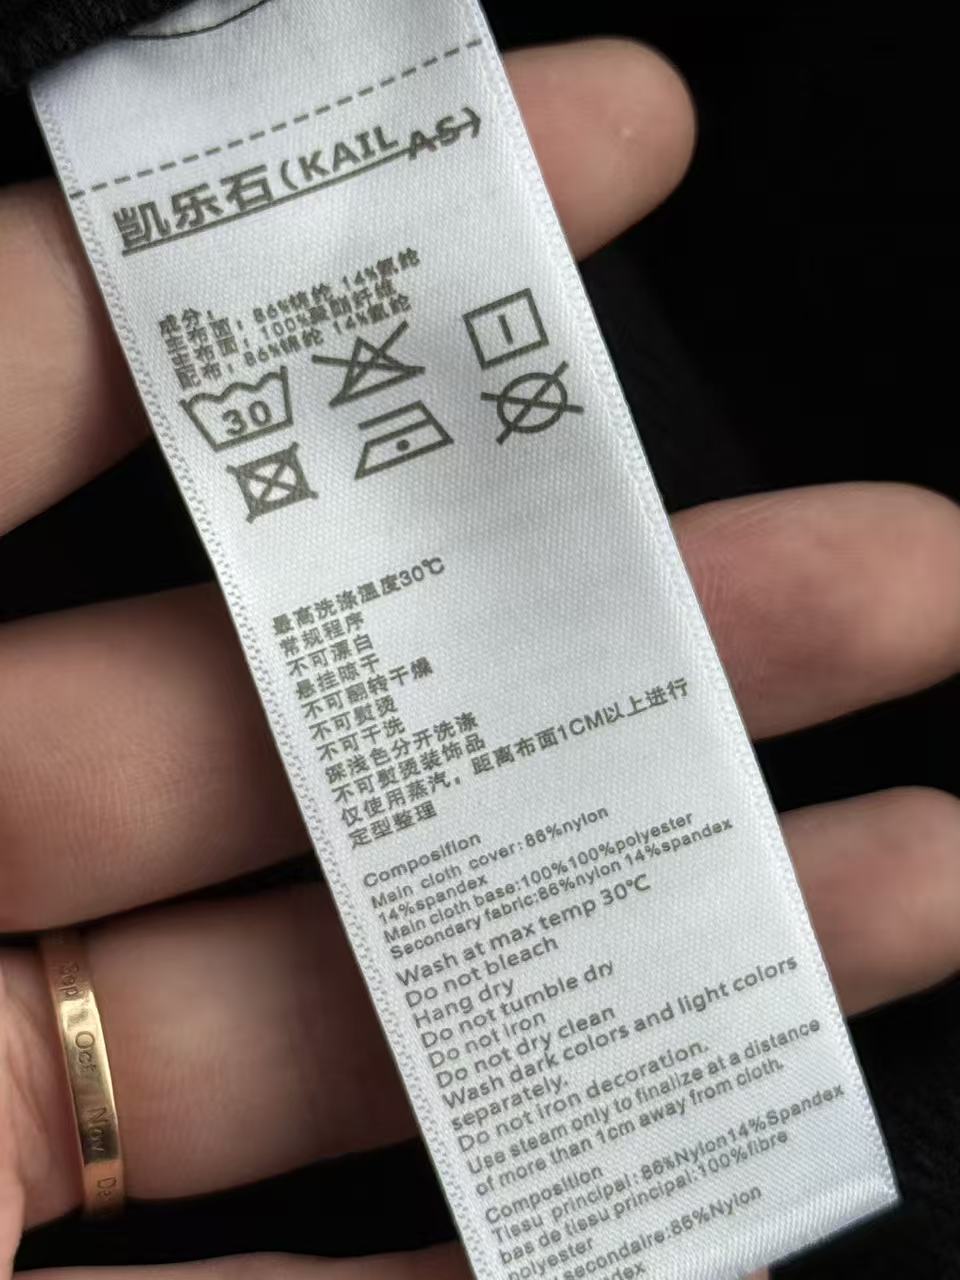 凯乐石(KAILAS)
成分:
主布面: 86%锦纶 14%氨纶
主布面: 100%聚酯纤维
配布: 86%锦纶 14%氨纶
30
最高洗涤温度30℃
常规程序
不可漂白
悬挂晾干
不可翻转干燥
不可熨烫
不可干洗
深浅色分开洗涤
不可熨烫装饰品
仅使用蒸汽,距离布面1CM以上进行
定型整理
Composition
Main cloth cover:86%nylon
14%spandex
Main cloth base:100%100%polyester
Secondary fabric:86%nylon 14%spandex
Wash at max temp 30℃
Do not bleach
Hang dry
Do not tumble dry
Do not iron
Do not dry clean
Wash dark colors and light colors
separately.
Do not iron decoration.
Use steam only to finalize at a distance
of more than 1cm away from cloth.
Composition
Tissu principal:86%Nylon14%Spandex
bas de tissu principal:100%fibre
polyester
secondaire:86%Nylon
Sep Oct Nov